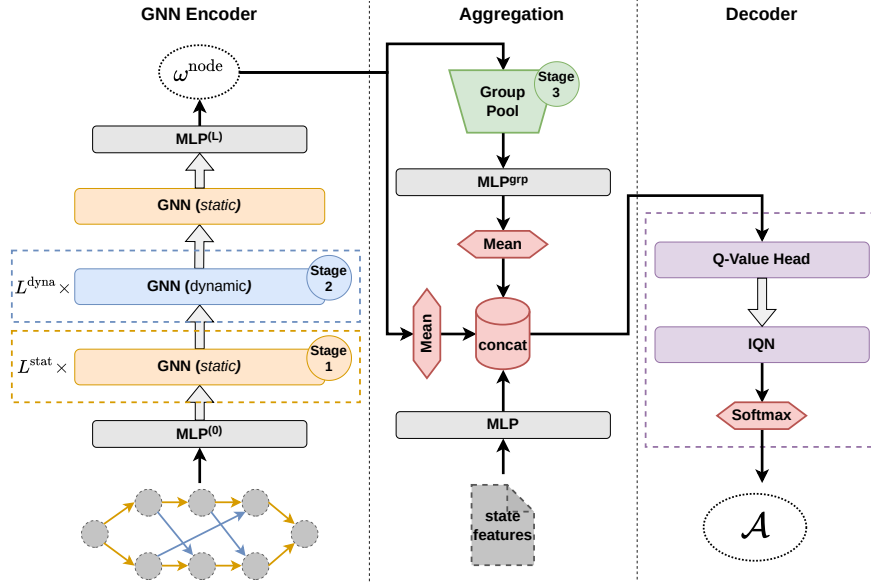 GNN Encoder
ω^node
MLP^(L)
GNN (static)
L^dyna ×
GNN (dynamic)
Stage
2
L^stat ×
GNN (static)
Stage
1
MLP^(0)
Aggregation
Group
Pool
Stage
3
MLP^grp
Mean
Mean
concat
MLP
state
features
Decoder
Q-Value Head
IQN
Softmax
𝒜